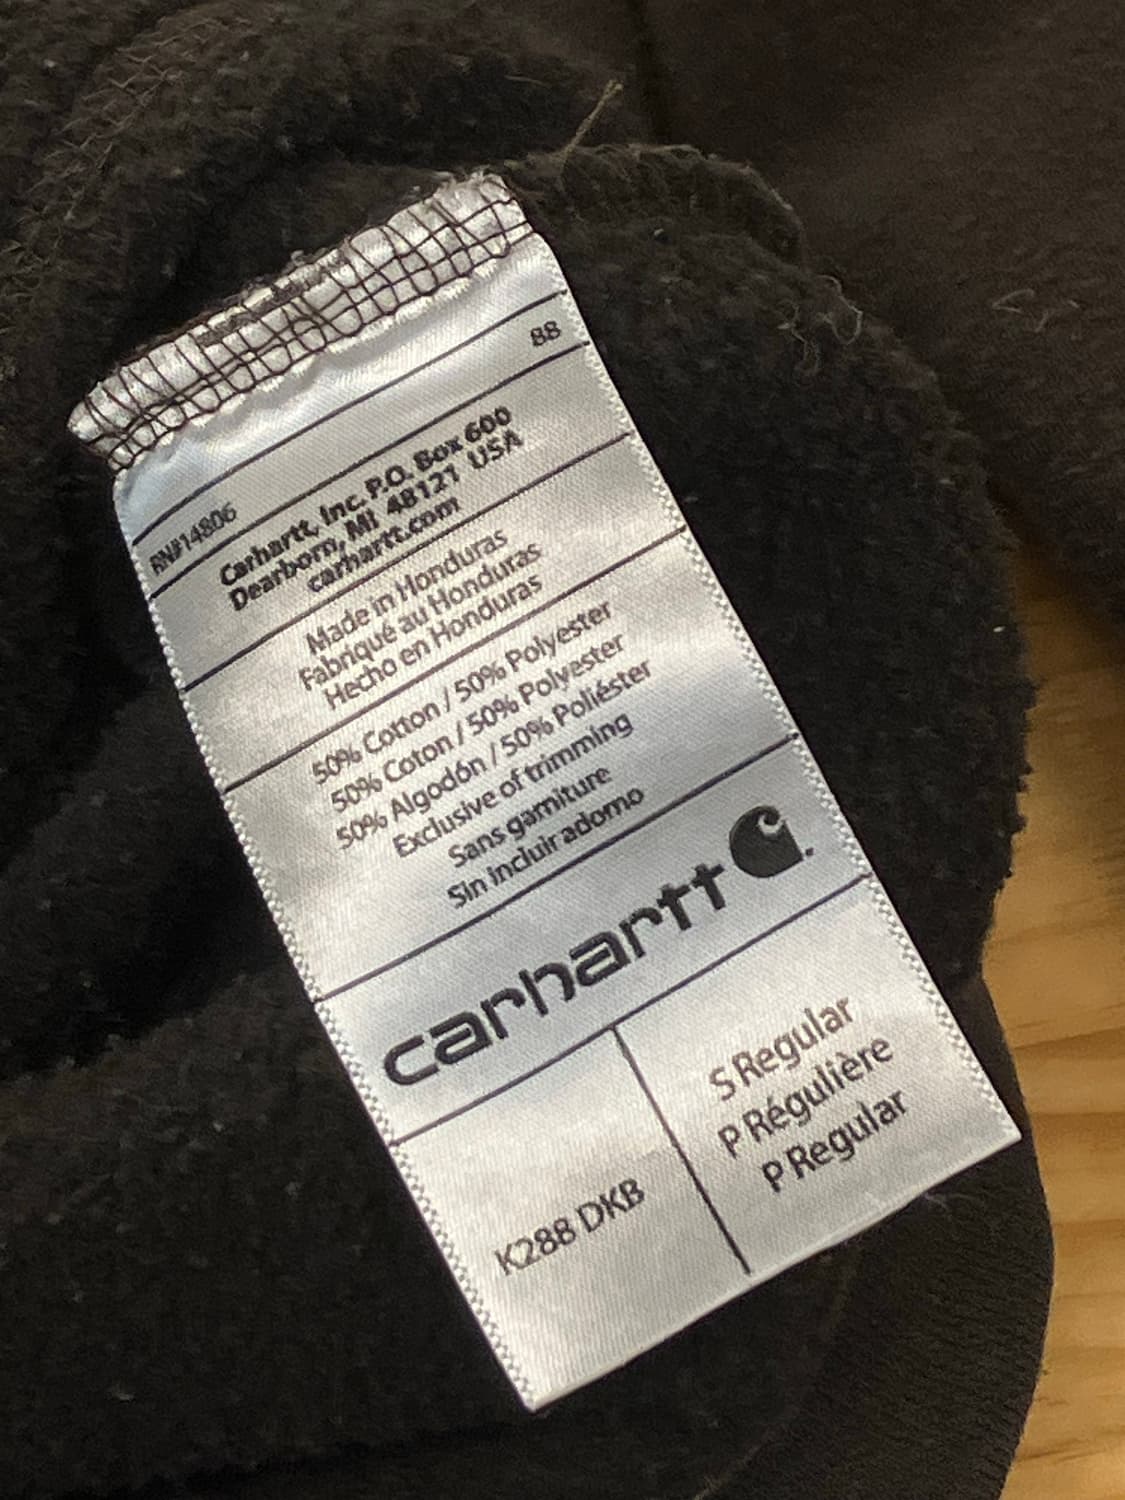 RN#14806 88
Carhartt, Inc. P.O. Box 600
Dearborn, MI 48121 USA
carhartt.com
Made in Honduras
Fabriqué au Honduras
Hecho en Honduras
50% Cotton / 50% Polyester
50% Coton / 50% Polyester
50% Algodón / 50% Poliéster
Exclusive of trimming
Sans garniture
Sin incluir adorno
carhartt
S Regular
P Régulière
P Regular
K288 DKB